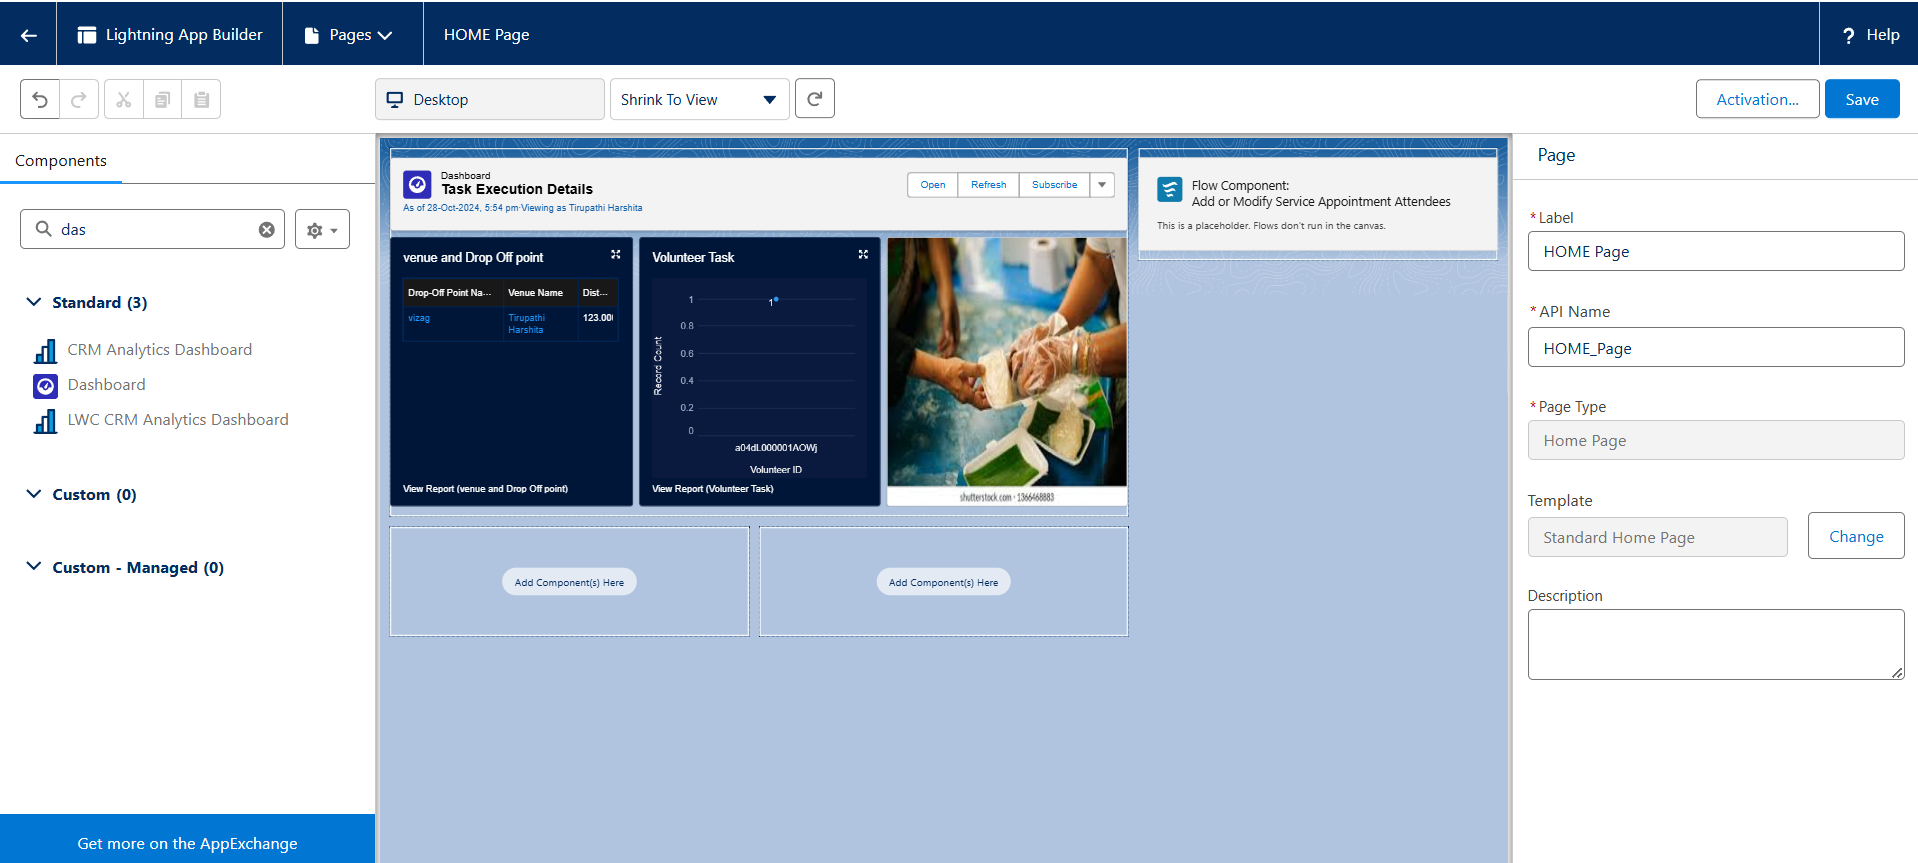 Lightning App Builder
Pages
HOME Page
? Help
Desktop
Shrink To View
Activation...
Save
Components
das
Standard (3)
CRM Analytics Dashboard
Dashboard
LWC CRM Analytics Dashboard
Custom (0)
Custom - Managed (0)
Get more on the AppExchange
Dashboard
Task Execution Details
As of 28-Oct-2024, 5:54 pm·Viewing as Tirupathi Harshita
Open
Refresh
Subscribe
venue and Drop Off point
Drop-Off Point Na...
Venue Name
Dist...
vizag
Tirupathi
Harshita
123.00
View Report (venue and Drop Off point)
Volunteer Task
1
1
0.8
0.6
0.4
0.2
0
Record Count
a04dL000001AOWj
Volunteer ID
View Report (Volunteer Task)
shutterstock.com · 1366468883
Add Component(s) Here
Add Component(s) Here
Flow Component:
Add or Modify Service Appointment Attendees
This is a placeholder. Flows don't run in the canvas.
Page
*Label
HOME Page
*API Name
HOME_Page
*Page Type
Home Page
Template
Standard Home Page
Change
Description